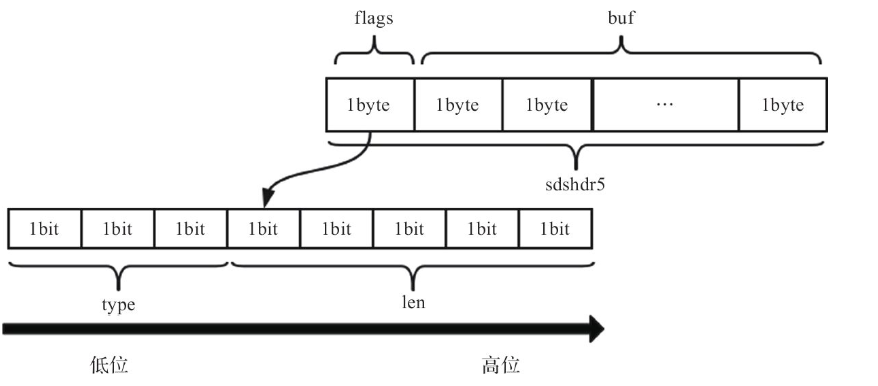 flags buf
1byte 1byte 1byte ... 1byte
sdshdr5
1bit 1bit 1bit 1bit 1bit 1bit 1bit 1bit
type len
低位 高位